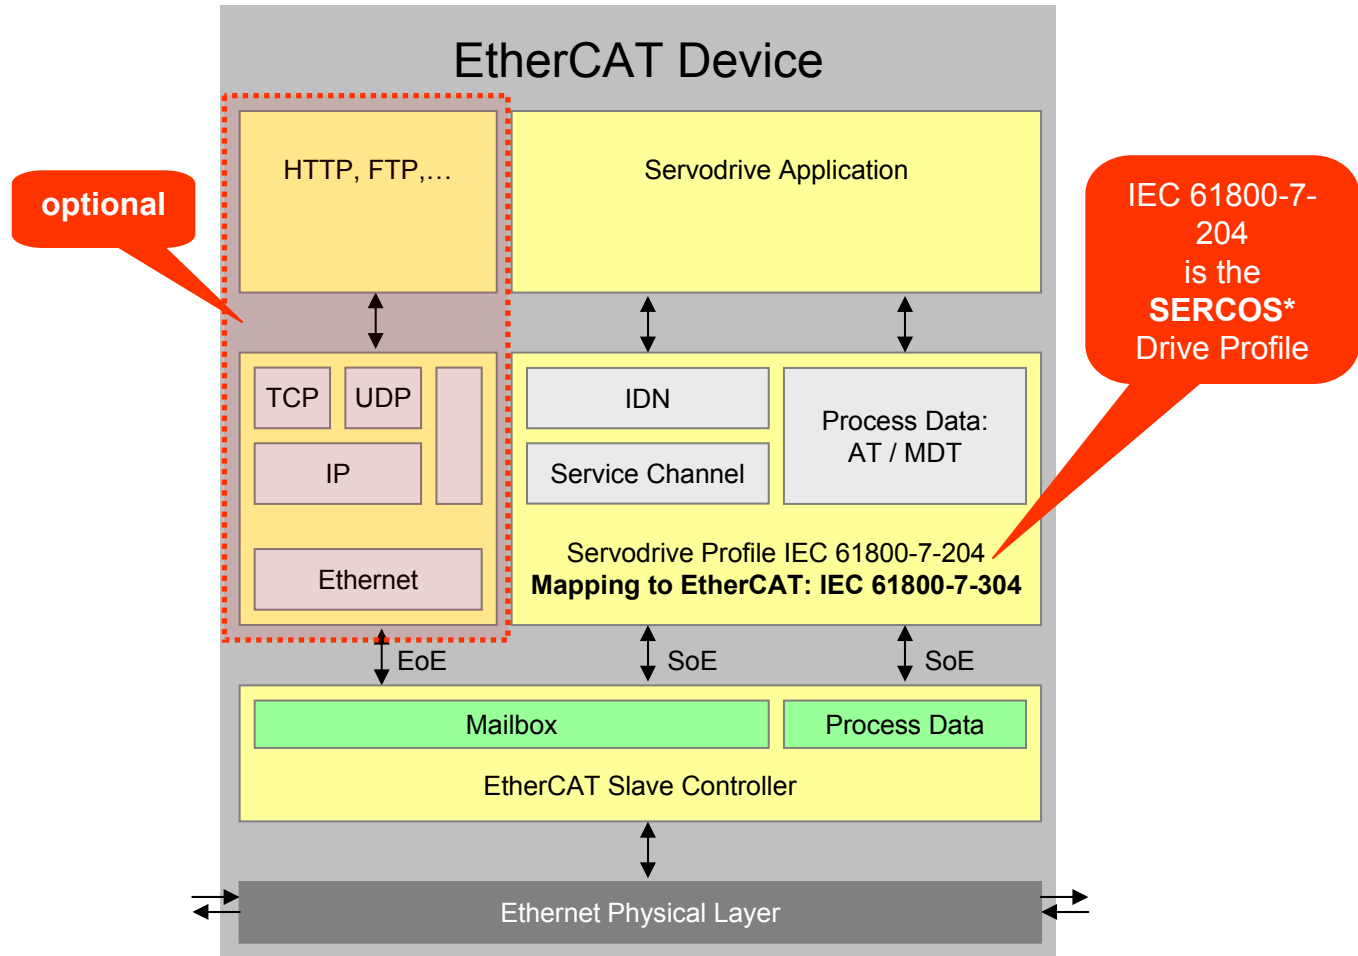 EtherCAT Device
HTTP, FTP,…
Servodrive Application
optional
IEC 61800-7-
204
is the
SERCOS*
Drive Profile
TCP
UDP
IP
Ethernet
IDN
Service Channel
Process Data:
AT / MDT
Servodrive Profile IEC 61800-7-204
Mapping to EtherCAT: IEC 61800-7-304
EoE
SoE
SoE
Mailbox
Process Data
EtherCAT Slave Controller
Ethernet Physical Layer